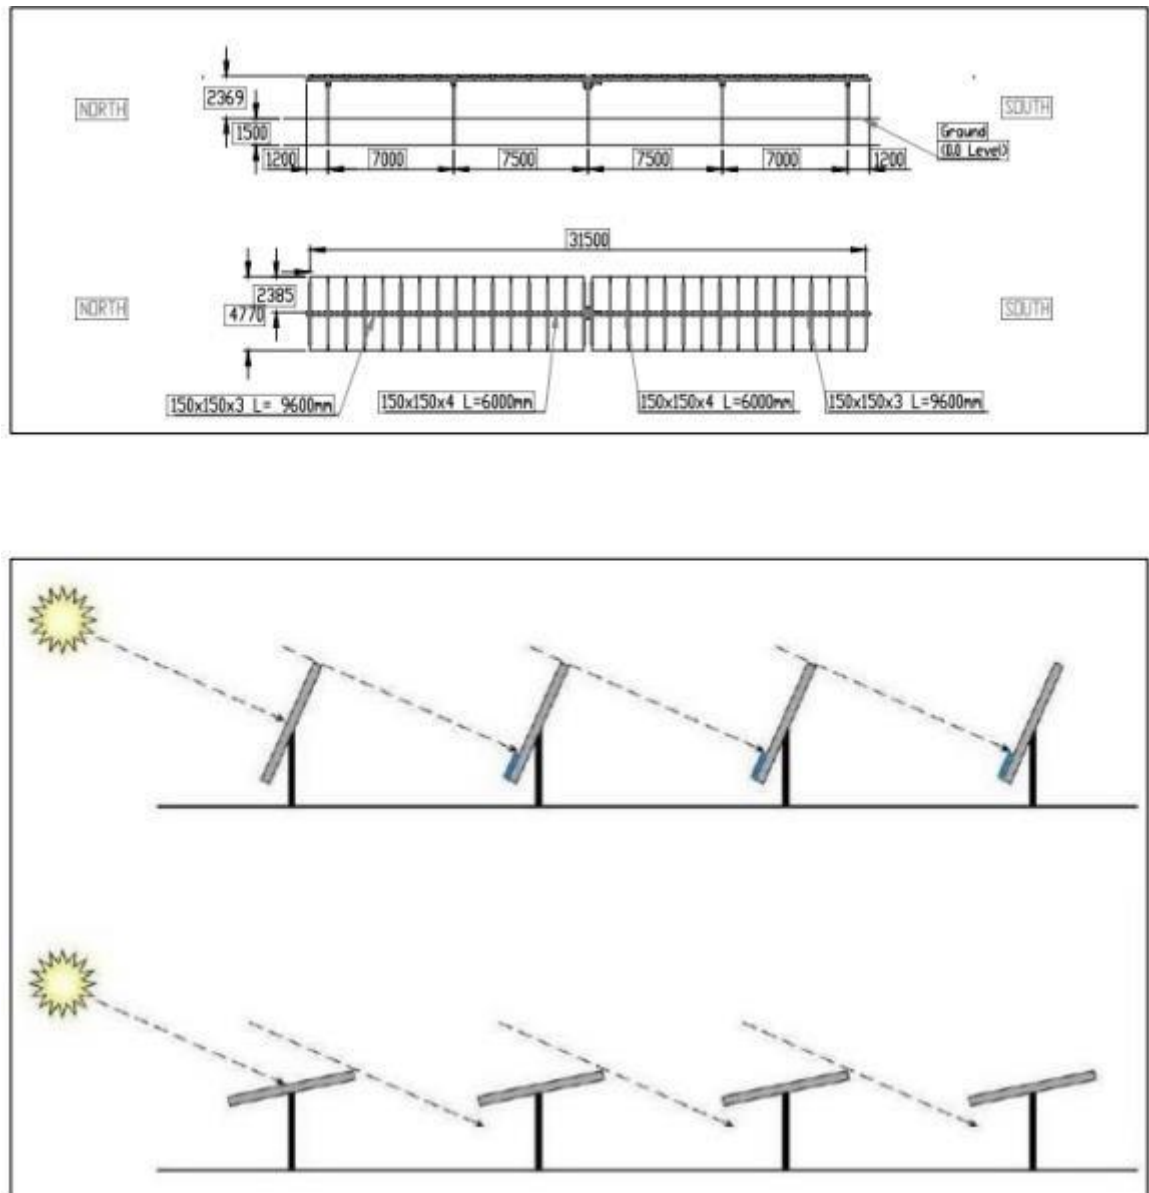 2369
NORTH
SOUTH
1500
Ground
(0.0 Level)
1200 7000 7500 7500 7000 1200
31500
2385
NORTH
4770
SOUTH
150x150x3 L= 9600mm
150x150x4 L=6000mm
150x150x4 L=6000mm
150x150x3 L=9600mm